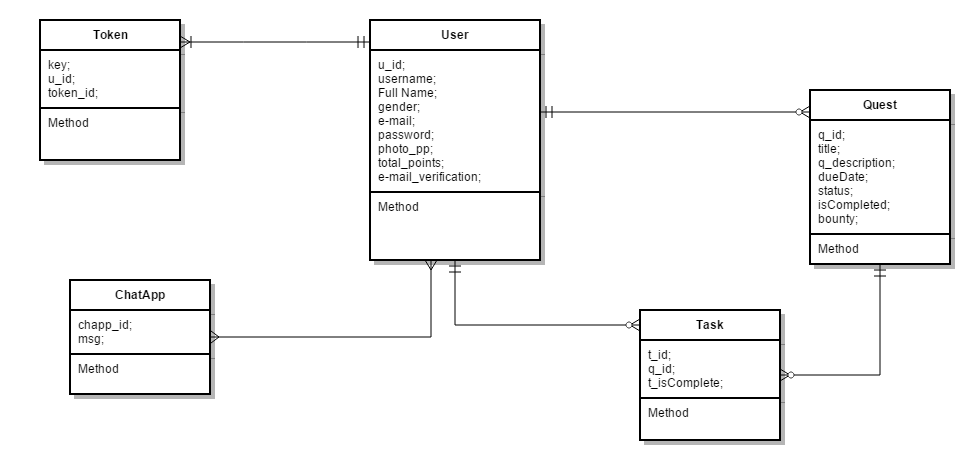 Token
key;
u_id;
token_id;
Method
User
u_id;
username;
Full Name;
gender;
e-mail;
password;
photo_pp;
total_points;
e-mail_verification;
Method
Quest
q_id;
title;
q_description;
dueDate;
status;
isCompleted;
bounty;
Method
ChatApp
chapp_id;
msg;
Method
Task
t_id;
q_id;
t_isComplete;
Method